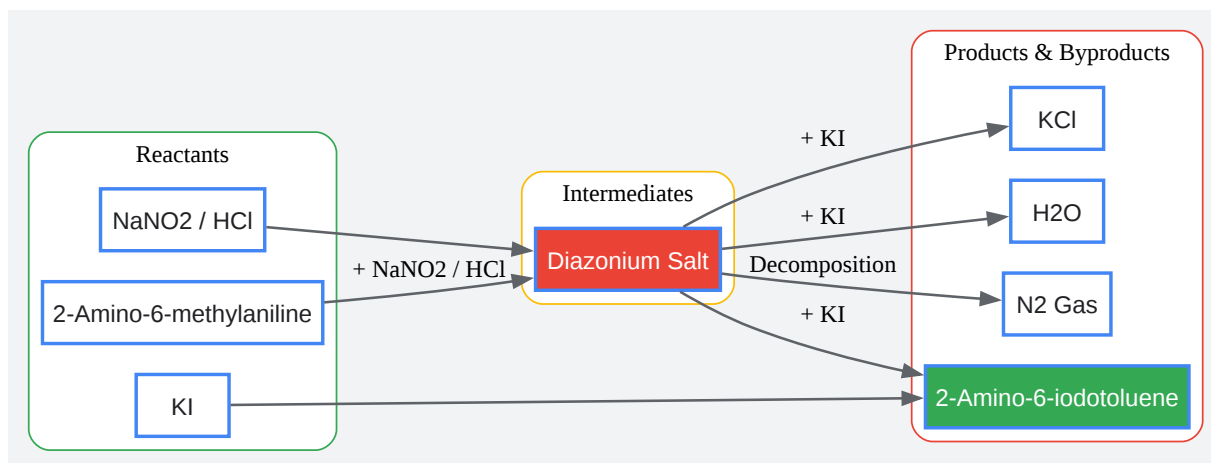 Reactants
NaNO2 / HCl
2-Amino-6-methylaniline
KI
+ NaNO2 / HCl
Intermediates
Diazonium Salt
+ KI
+ KI
Decomposition
+ KI
Products & Byproducts
KCl
H2O
N2 Gas
2-Amino-6-iodotoluene